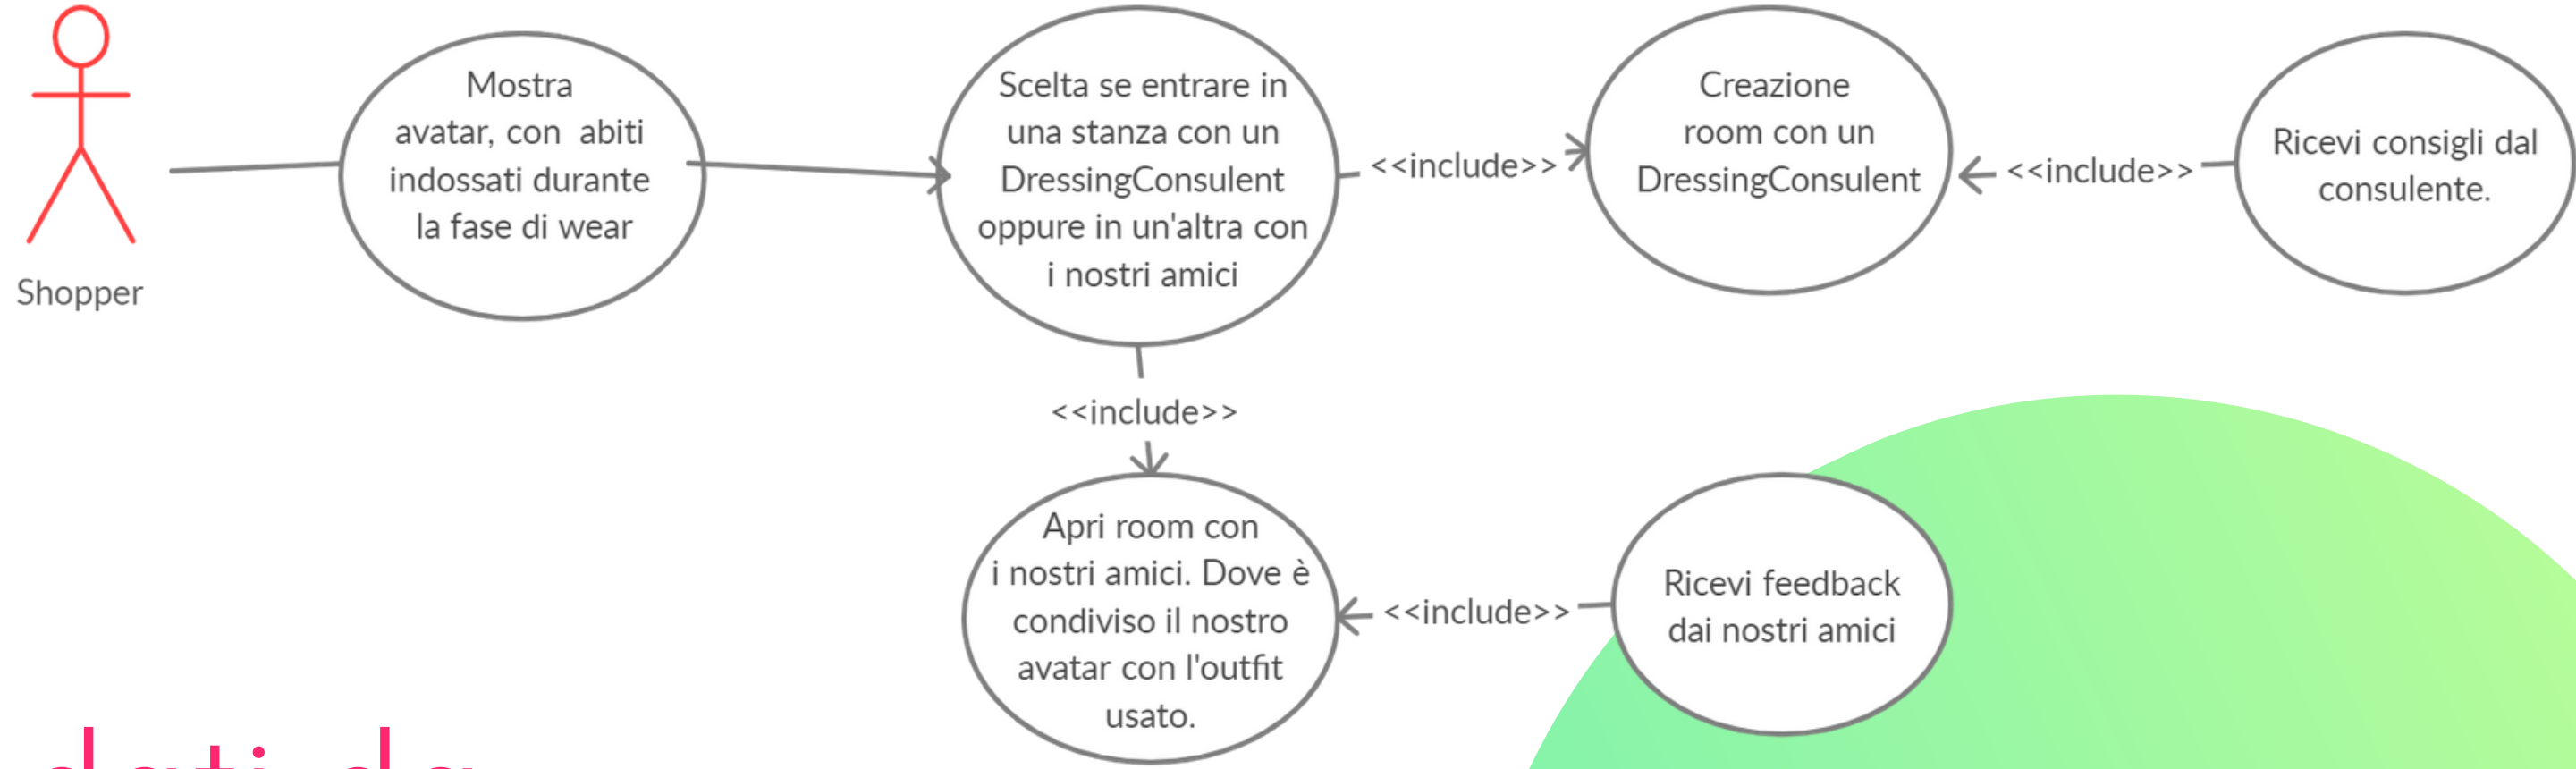 Shopper
Mostra
avatar, con abiti
indossati durante
la fase di wear
Scelta se entrare in
una stanza con un
DressingConsulent
oppure in un'altra con
i nostri amici
<<include>>
Creazione
room con un
DressingConsulent
<<include>>
Ricevi consigli dal
consulente.
<<include>>
Apri room con
i nostri amici. Dove è
condiviso il nostro
avatar con l'outfit
usato.
<<include>>
Ricevi feedback
dai nostri amici